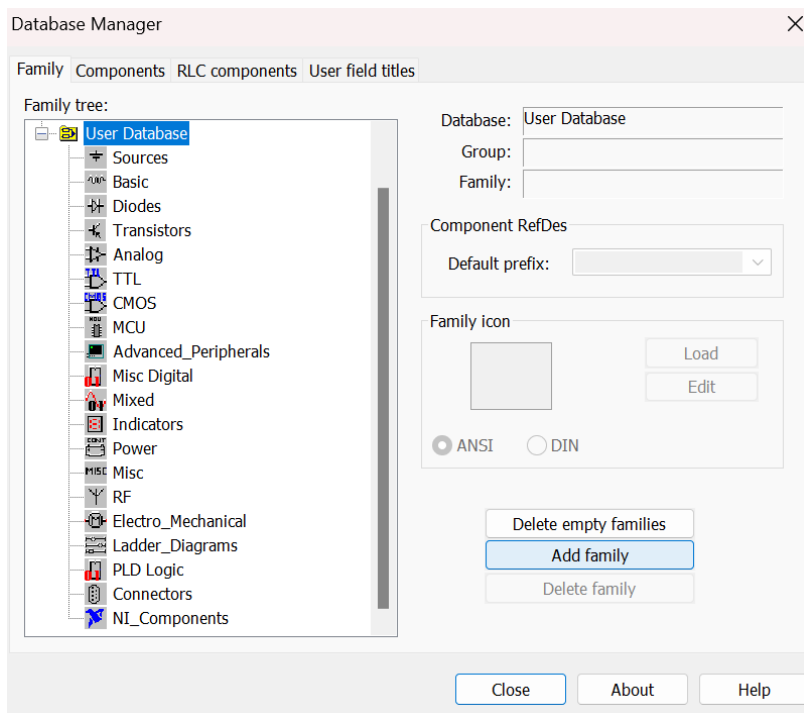 Database Manager
Family Components RLC components User field titles
Family tree:
User Database
Sources
Basic
Diodes
Transistors
Analog
TTL
CMOS
MCU
Advanced_Peripherals
Misc Digital
Mixed
Indicators
Power
Misc
RF
Electro_Mechanical
Ladder_Diagrams
PLD Logic
Connectors
NI_Components
Database: User Database
Group:
Family:
Component RefDes
Default prefix:
Family icon
Load
Edit
ANSI DIN
Delete empty families
Add family
Delete family
Close About Help